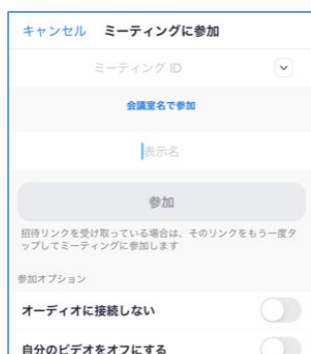 キャンセル ミーティングに参加
ミーティング ID
会議室名で参加
表示名
参加
招待リンクを受け取っている場合は、そのリンクをもう一度タ
ップしてミーティングに参加します
参加オプション
オーディオに接続しない
自分のビデオをオフにする